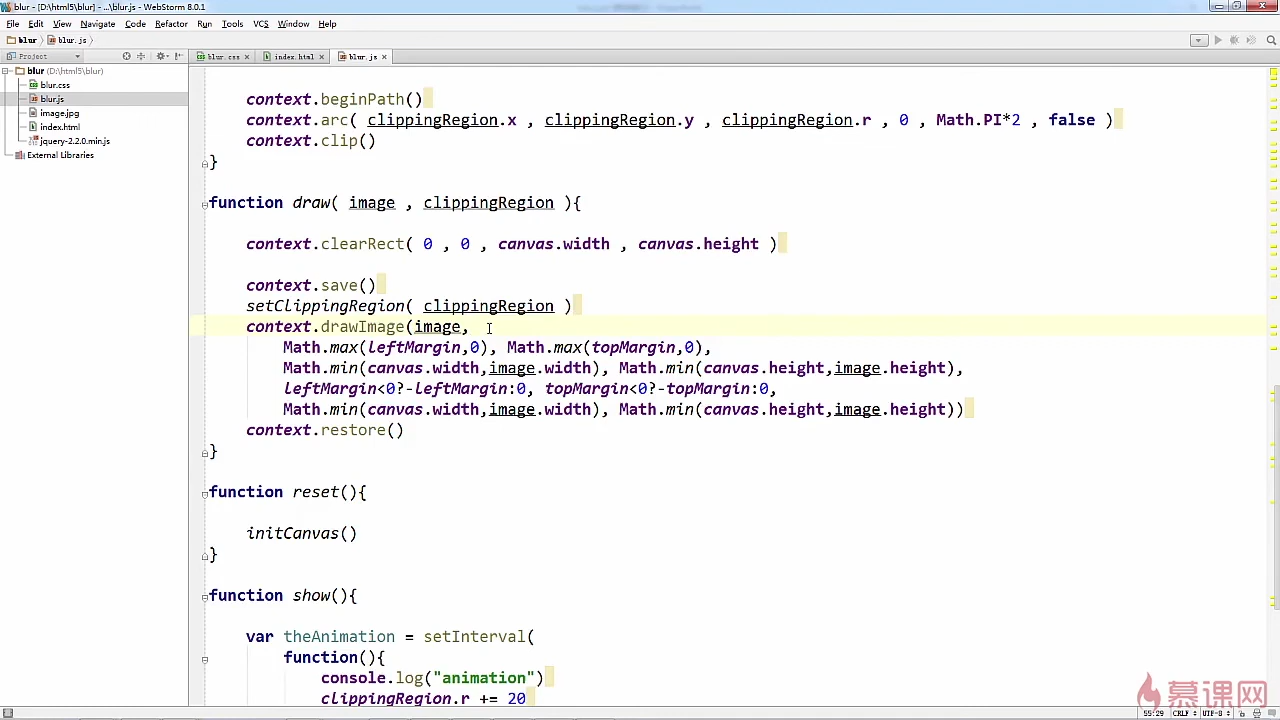 blur - [D:\html5\blur] - ...\blur.js - WebStorm 8.0.1
File Edit View Navigate Code Refactor Run Tools VCS Window Help
blur blur.js
Project blur.css index.html blur.js
blur (D:\html5\blur)
blur.css
blur.js
image.jpg
index.html
jquery-2.2.0.min.js
External Libraries
context.beginPath()
context.arc( clippingRegion.x , clippingRegion.y , clippingRegion.r , 0 , Math.PI*2 , false )
context.clip()
}
function draw( image , clippingRegion ){
context.clearRect( 0 , 0 , canvas.width , canvas.height )
context.save()
setClippingRegion( clippingRegion )
context.drawImage(image,
Math.max(leftMargin,0), Math.max(topMargin,0),
Math.min(canvas.width,image.width), Math.min(canvas.height,image.height),
leftMargin<0?-leftMargin:0, topMargin<0?-topMargin:0,
Math.min(canvas.width,image.width), Math.min(canvas.height,image.height))
context.restore()
}
function reset(){
initCanvas()
}
function show(){
var theAnimation = setInterval(
function(){
console.log("animation")
clippingRegion.r += 20
慕课网
55:29 CRLF UTF-8